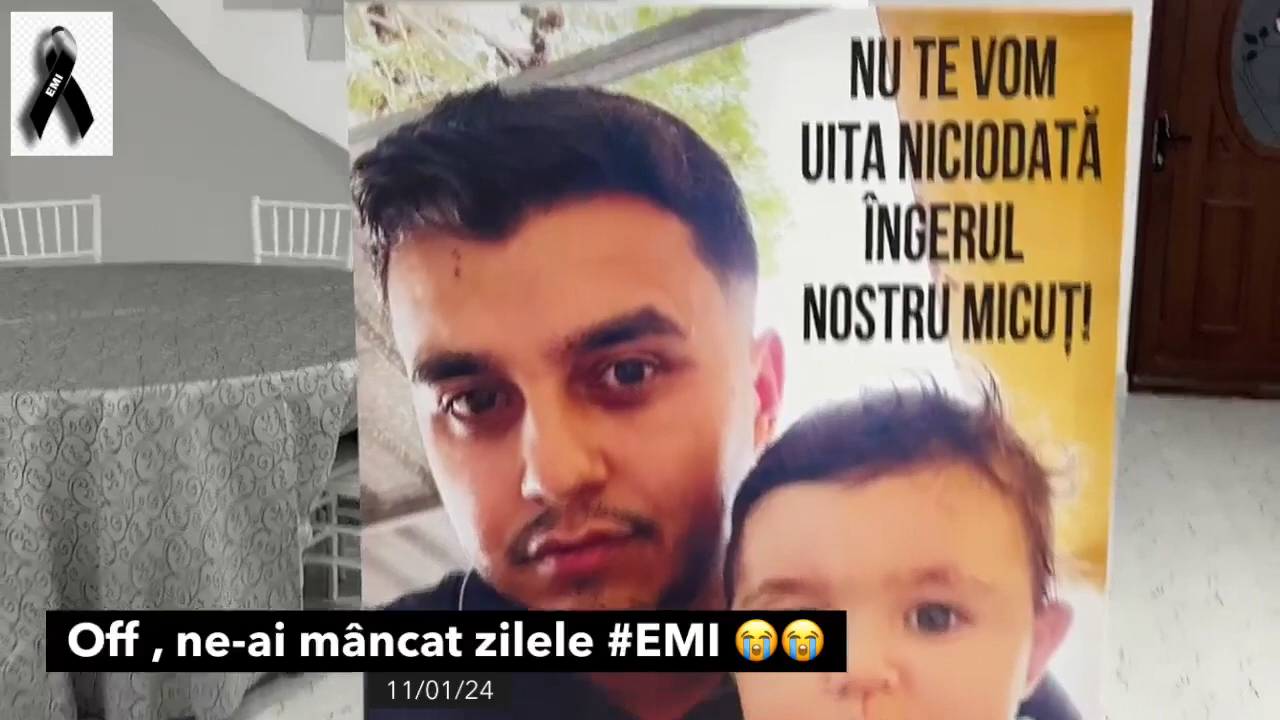 EMI
NU TE VOM
UITA NICIODATĂ
ÎNGERUL
NOSTRU MICUȚ!
Off , ne-ai mâncat zilele #EMI 😭😭
11/01/24